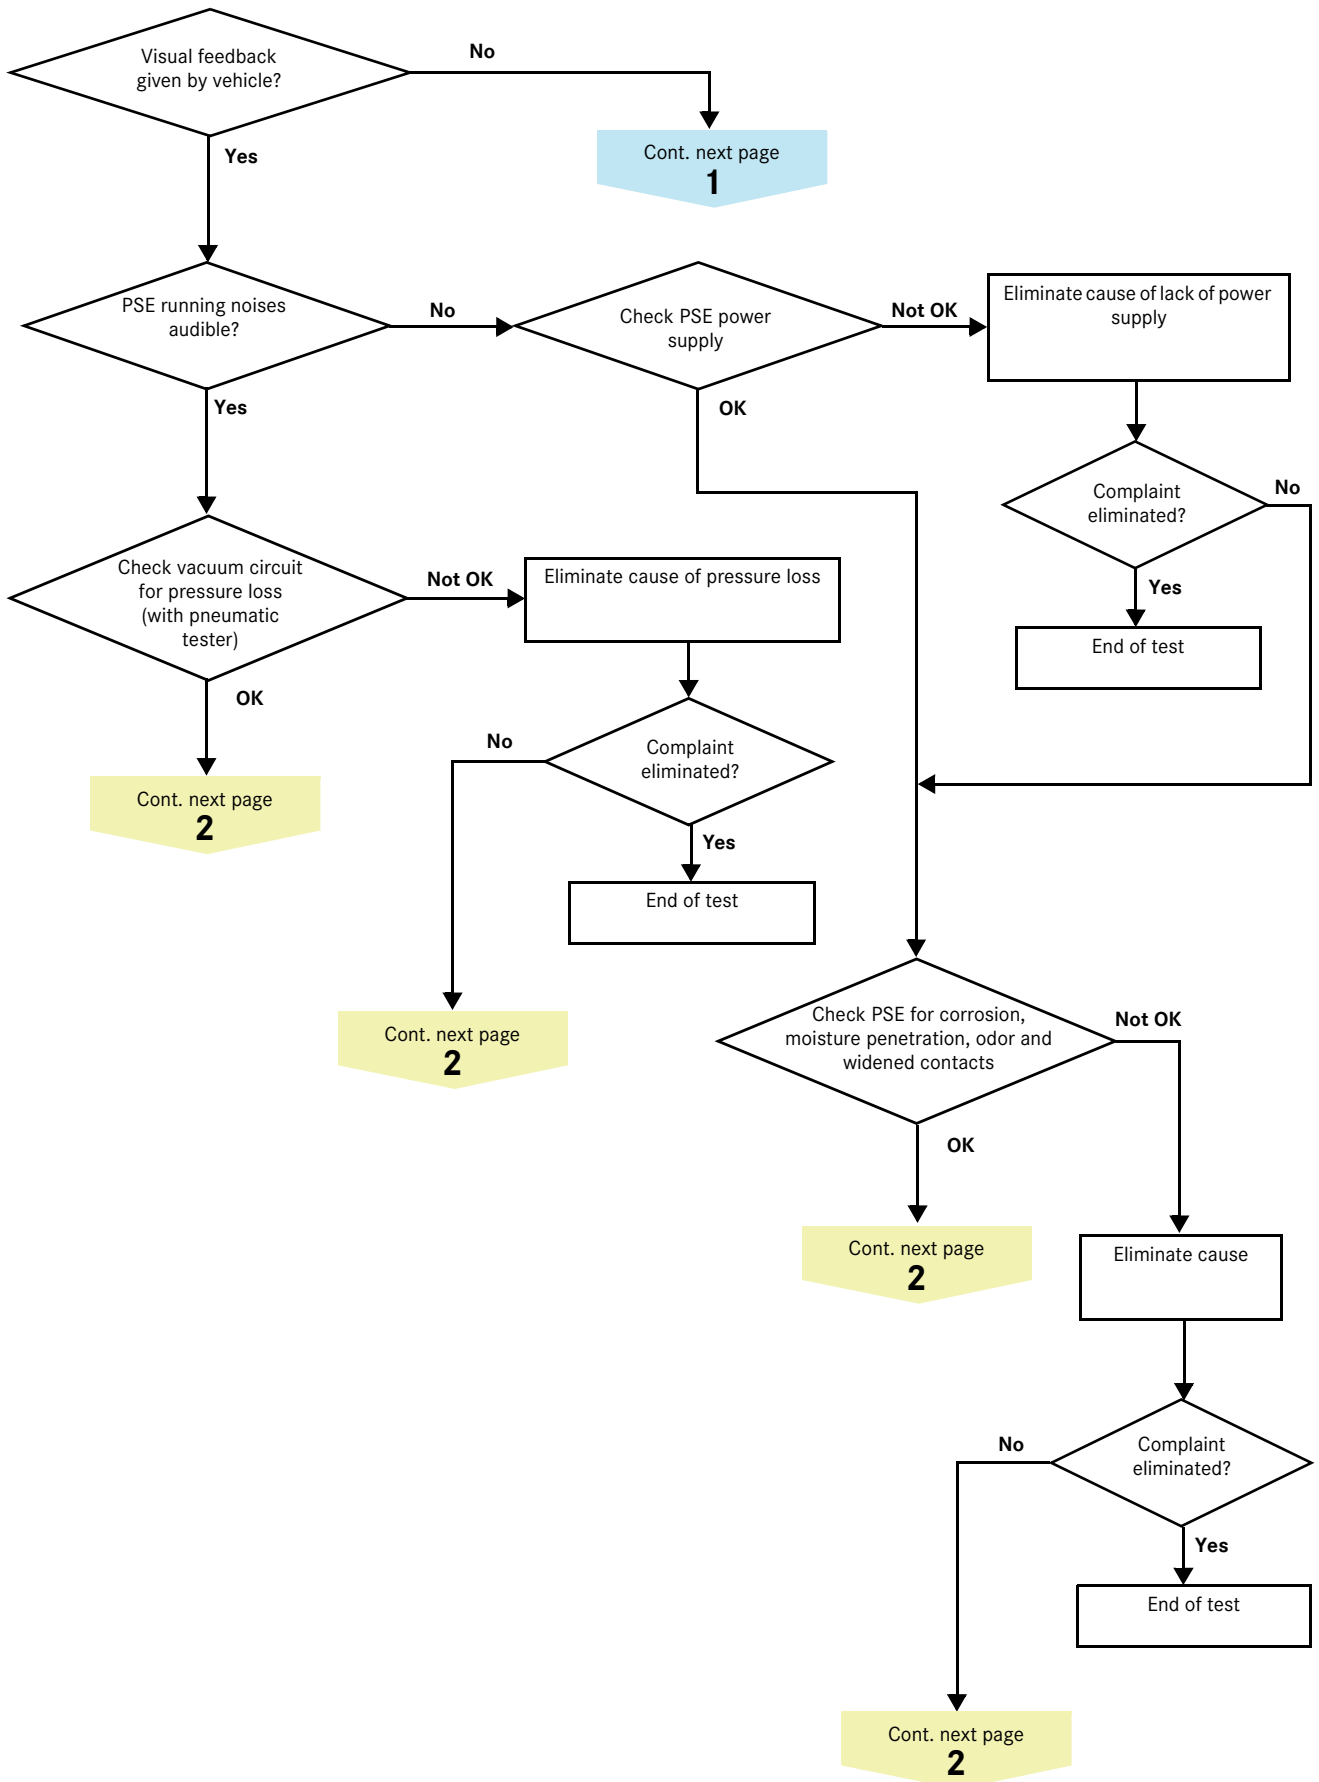 Visual feedback
given by vehicle?
No
Cont. next page
1
Yes
PSE running noises
audible?
No
Check PSE power
supply
Not OK
Eliminate cause of lack of power
supply
Yes
OK
Complaint
eliminated?
No
Yes
End of test
Check vacuum circuit
for pressure loss
(with pneumatic
tester)
Not OK
Eliminate cause of pressure loss
OK
Cont. next page
2
No
Complaint
eliminated?
Yes
End of test
Cont. next page
2
Check PSE for corrosion,
moisture penetration, odor and
widened contacts
Not OK
OK
Cont. next page
2
Eliminate cause
No
Complaint
eliminated?
Yes
End of test
Cont. next page
2